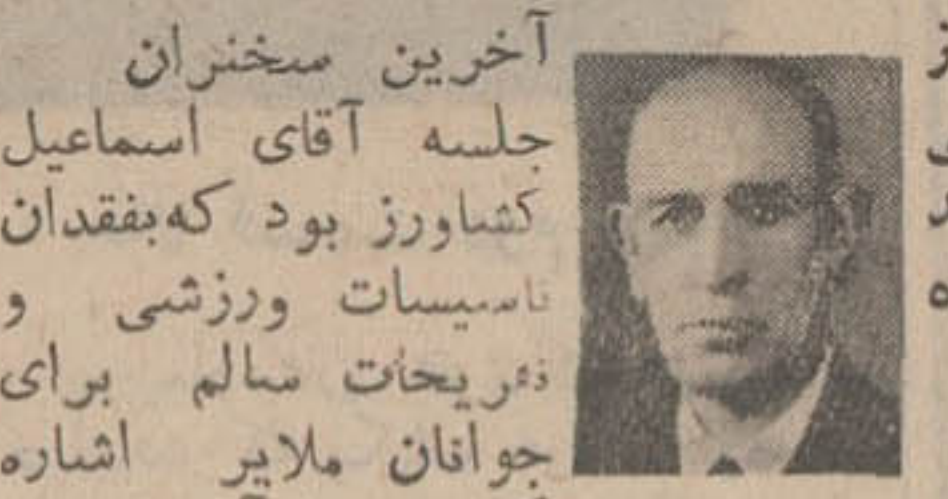 آخرین سخنران
جلسه آقای اسماعیل
کشاورز بود که بفقدان
تاسیسات ورزشی و
تفریحات سالم برای
جوانان ملایر اشاره